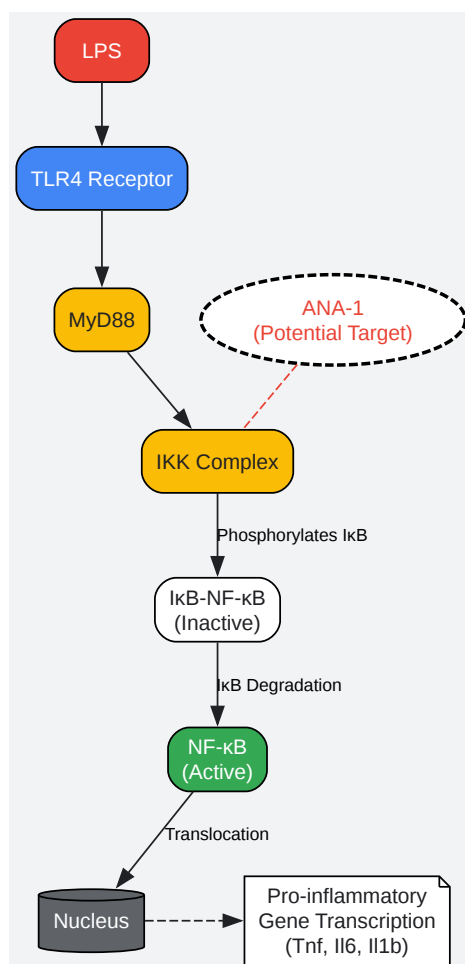 LPS
TLR4 Receptor
MyD88
ANA-1
(Potential Target)
IKK Complex
Phosphorylates IκB
IκB-NF-κB
(Inactive)
IκB Degradation
NF-κB
(Active)
Translocation
Nucleus
Pro-inflammatory
Gene Transcription
(Tnf, Il6, Il1b)